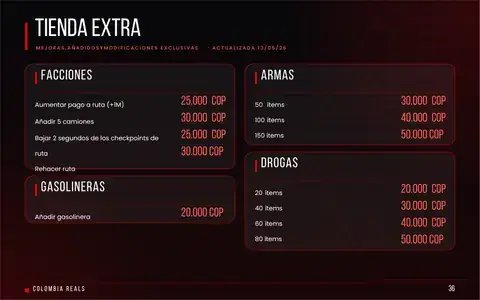 TIENDA EXTRA
MEJORAS,AÑADIDOSYMODIFICACIONES EXCLUSIVAS · ACTUALIZADA 13/05/26
FACCIONES
Aumentar pago a ruta (+1M) 25.000 COP
Añadir 5 camiones 30.000 COP
Bajar 2 segundos de los checkpoints de 25.000 COP
ruta 30.000 COP
Rehacer ruta
GASOLINERAS
Añadir gasolinera 20.000 COP
ARMAS
50 items 30.000 COP
100 items 40.000 COP
150 items 50.000 COP
DROGAS
20 items 20.000 COP
40 items 30.000 COP
60 items 40.000 COP
80 items 50.000 COP
COLOMBIA REALS 36